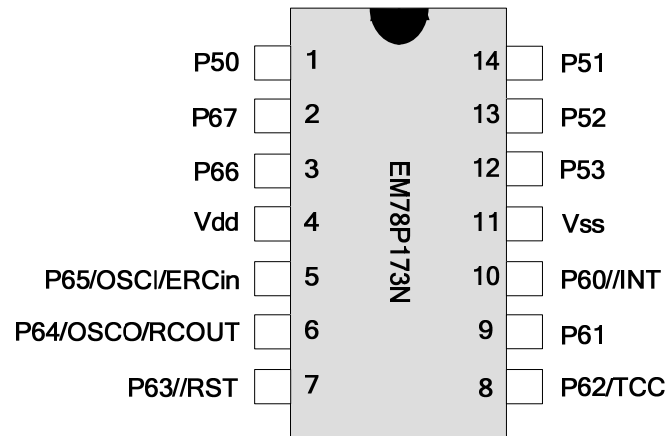 P50 1 14 P51
P67 2 13 P52
P66 3 12 P53
Vdd 4 11 Vss
P65/OSCI/ERCin 5 10 P60//INT
P64/OSCO/RCOUT 6 9 P61
P63//RST 7 8 P62/TCC
EM78P173N